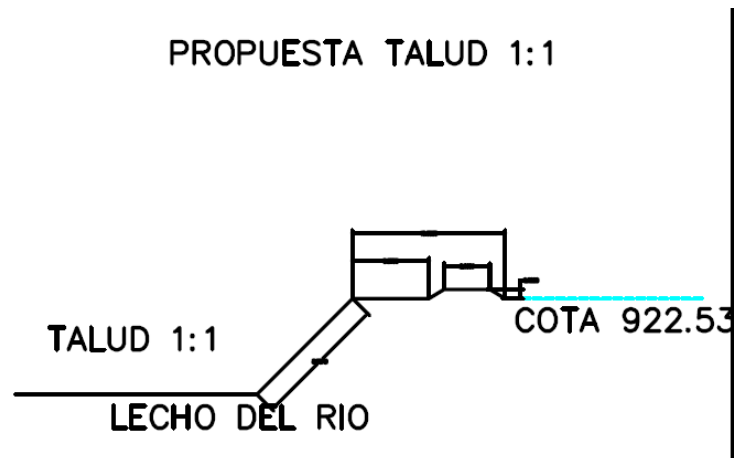 PROPUESTA TALUD 1:1
COTA 922.53
TALUD 1:1
LECHO DEL RIO